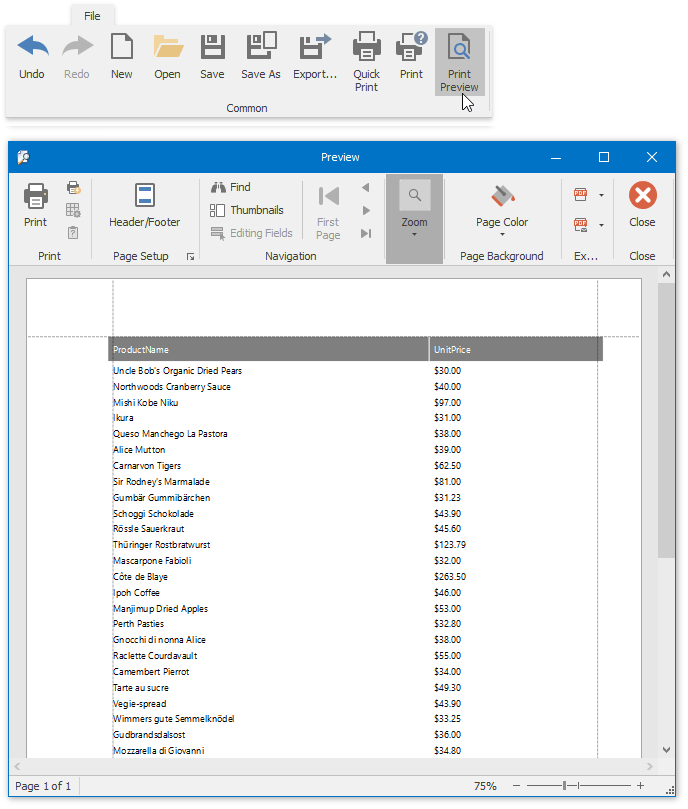 File
Undo Redo New Open Save Save As Export... Quick Print Print Print Preview
Common
Preview
Print
Header/Footer
Find
Thumbnails
Editing Fields
First Page
Zoom
Page Color
Close
Print Page Setup Navigation Page Background Ex... Close
ProductName UnitPrice
Uncle Bob's Organic Dried Pears $30.00
Northwoods Cranberry Sauce $40.00
Mishi Kobe Niku $97.00
Ikura $31.00
Queso Manchego La Pastora $38.00
Alice Mutton $39.00
Carnarvon Tigers $62.50
Sir Rodney's Marmalade $81.00
Gumbär Gummibärchen $31.23
Schoggi Schokolade $43.90
Rössle Sauerkraut $45.60
Thüringer Rostbratwurst $123.79
Mascarpone Fabioli $32.00
Côte de Blaye $263.50
Ipoh Coffee $46.00
Manjimup Dried Apples $53.00
Perth Pasties $32.80
Gnocchi di nonna Alice $38.00
Raclette Courdavault $55.00
Camembert Pierrot $34.00
Tarte au sucre $49.30
Vegie-spread $43.90
Wimmers gute Semmelknödel $33.25
Gudbrandsdalsost $36.00
Mozzarella di Giovanni $34.80
Page 1 of 1 75%